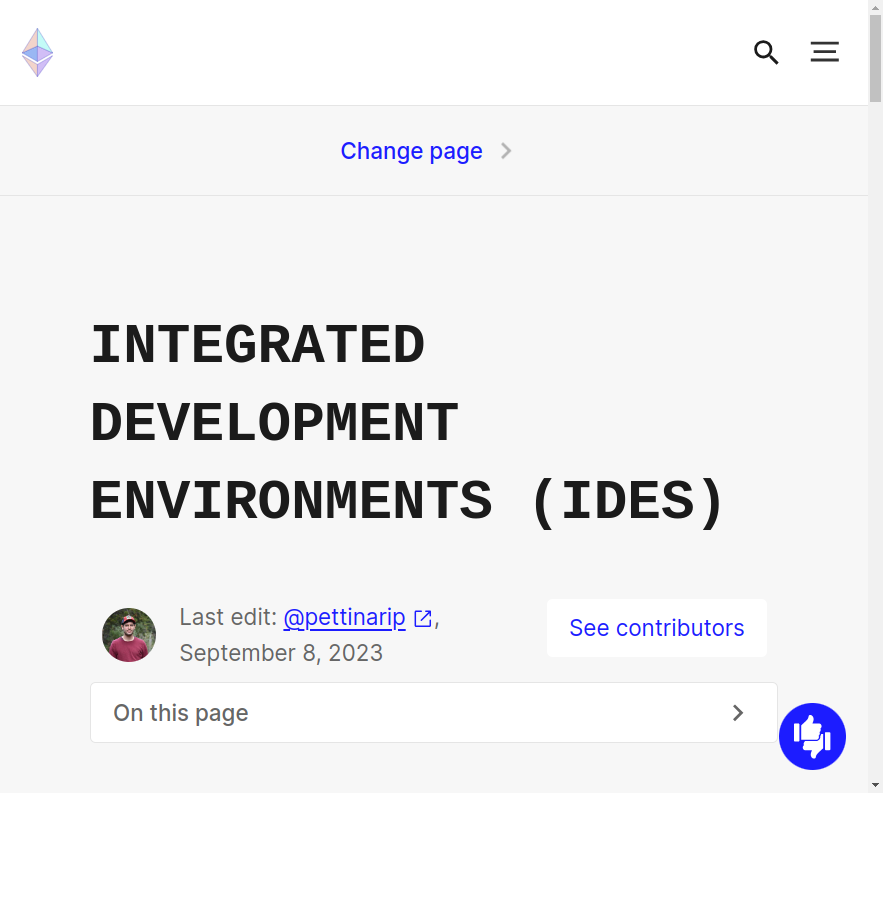 Change page
INTEGRATED
DEVELOPMENT
ENVIRONMENTS (IDES)
Last edit: @pettinarip,
September 8, 2023
See contributors
On this page